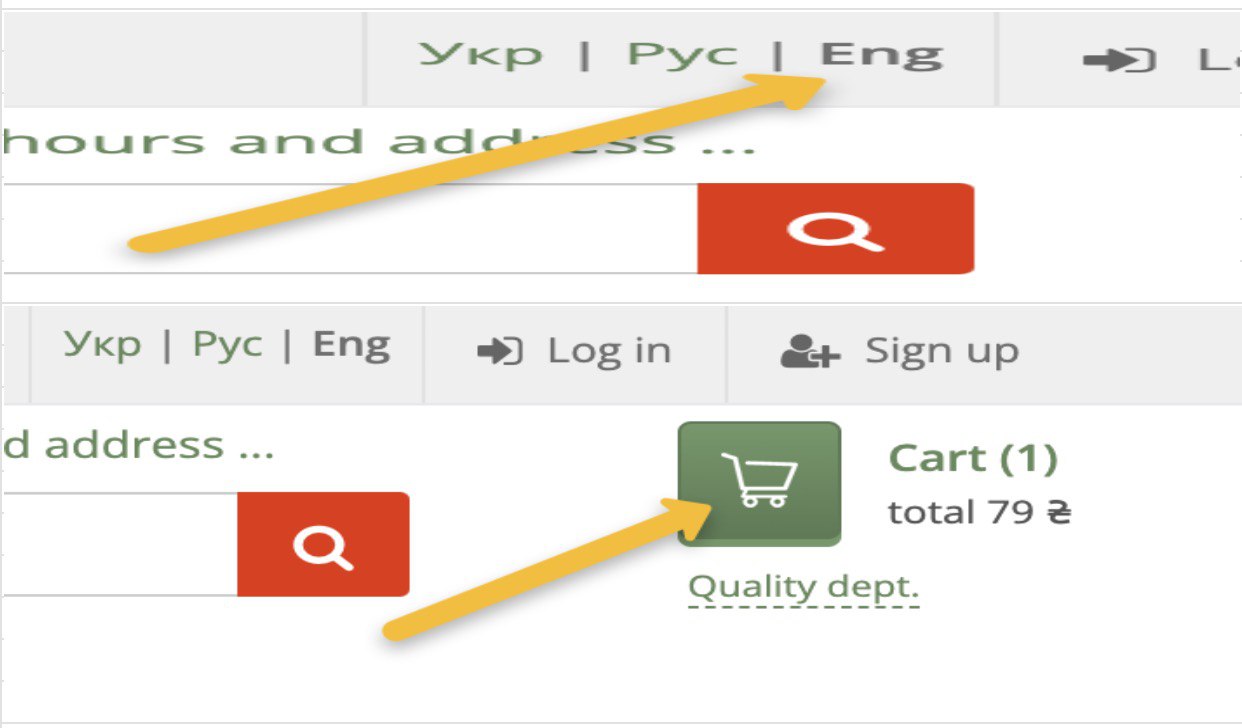 Укр | Рус | Eng
hours and address ...
Укр | Рус | Eng
Log in
Sign up
d address ...
Cart (1)
total 79 ₴
Quality dept.